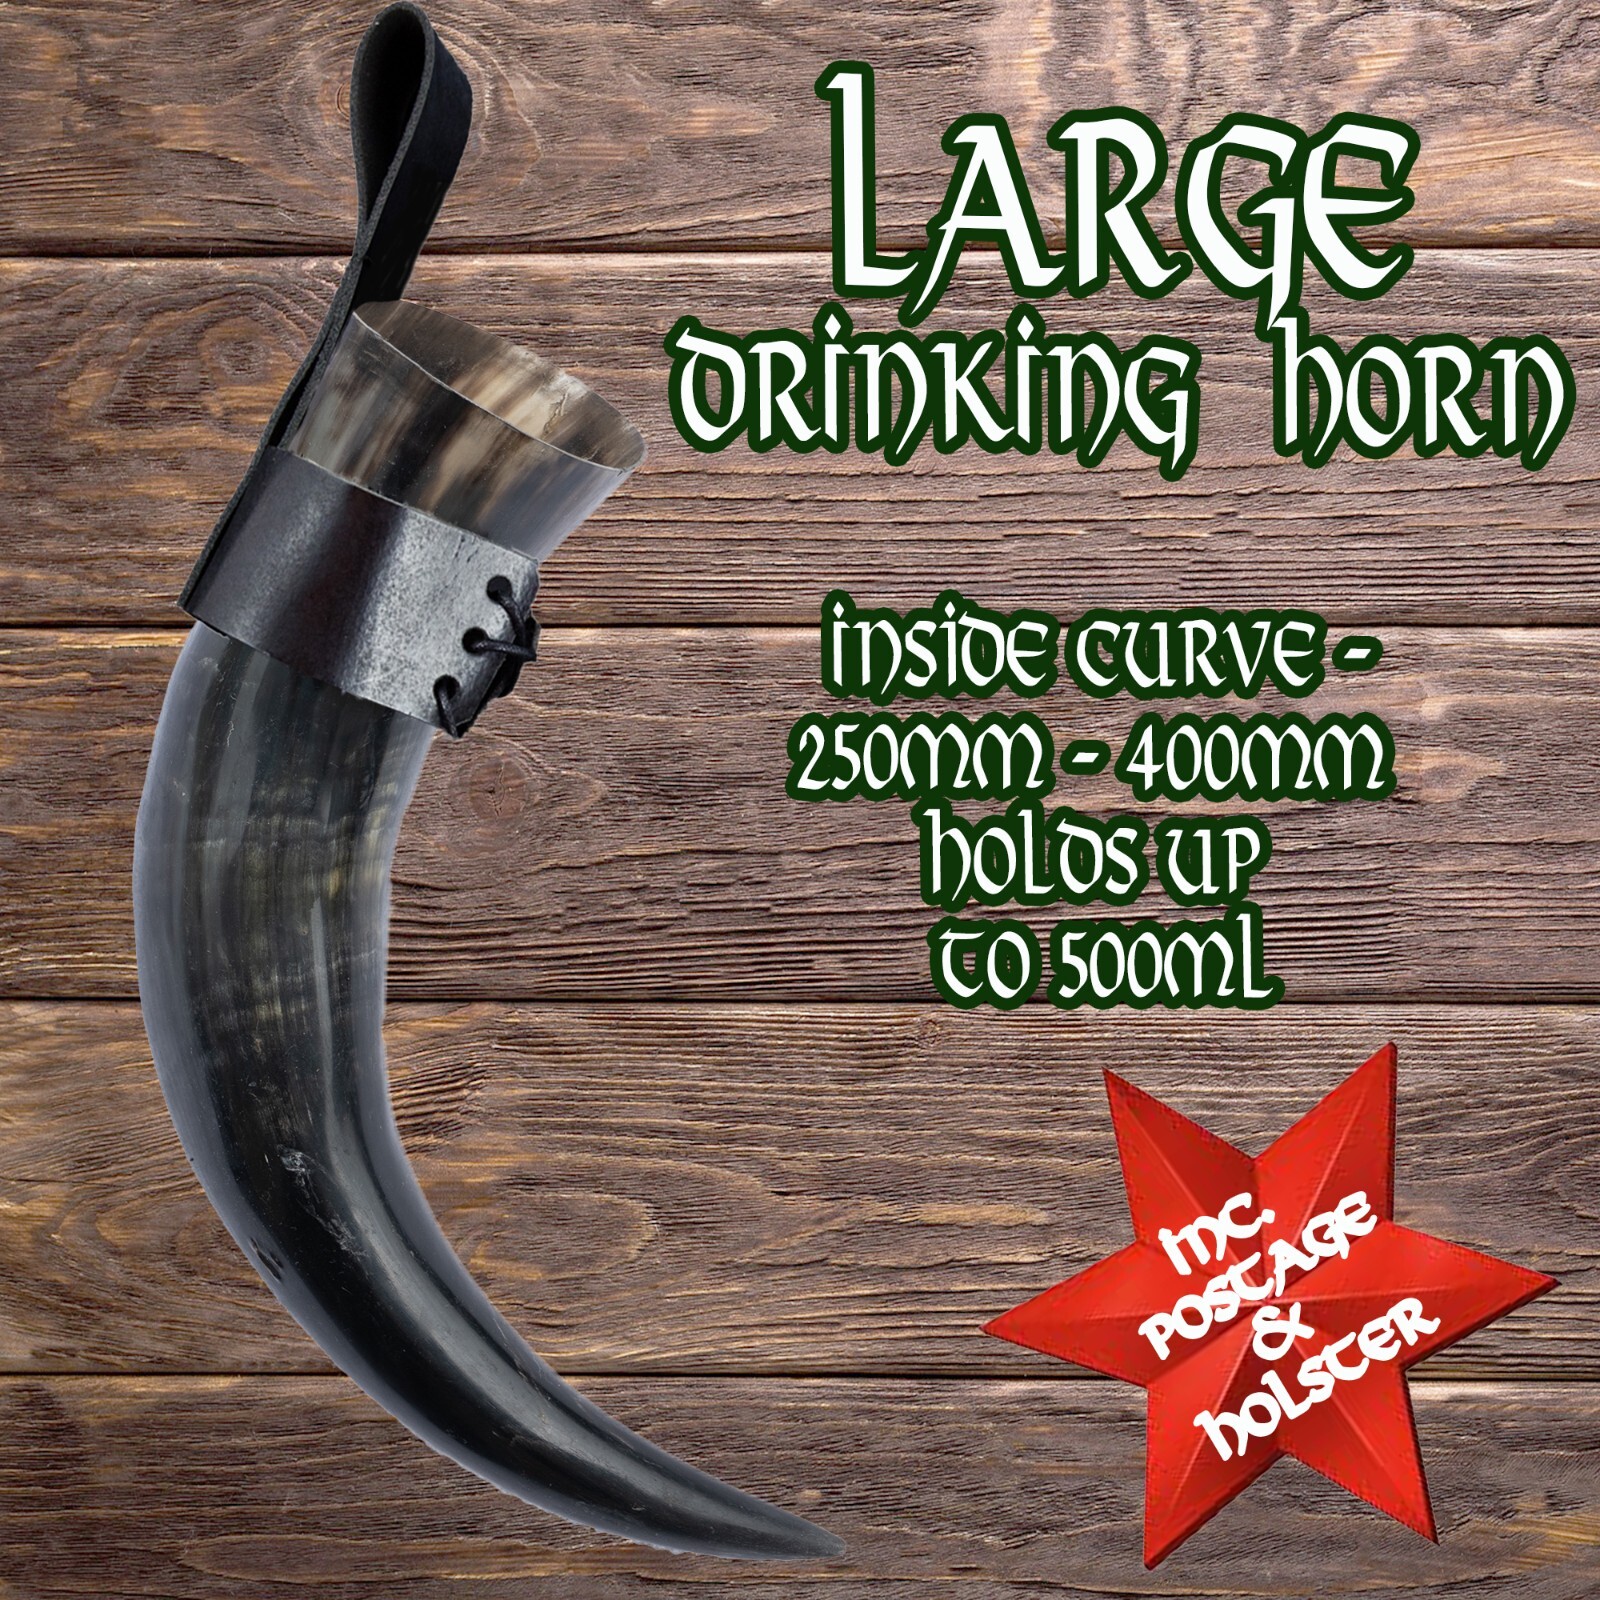 LARGE
DRINKING HORN
INSIDE CURVE -
250MM - 400MM
HOLDS UP
TO 500ML
INC.
POSTAGE
&
HOLSTER